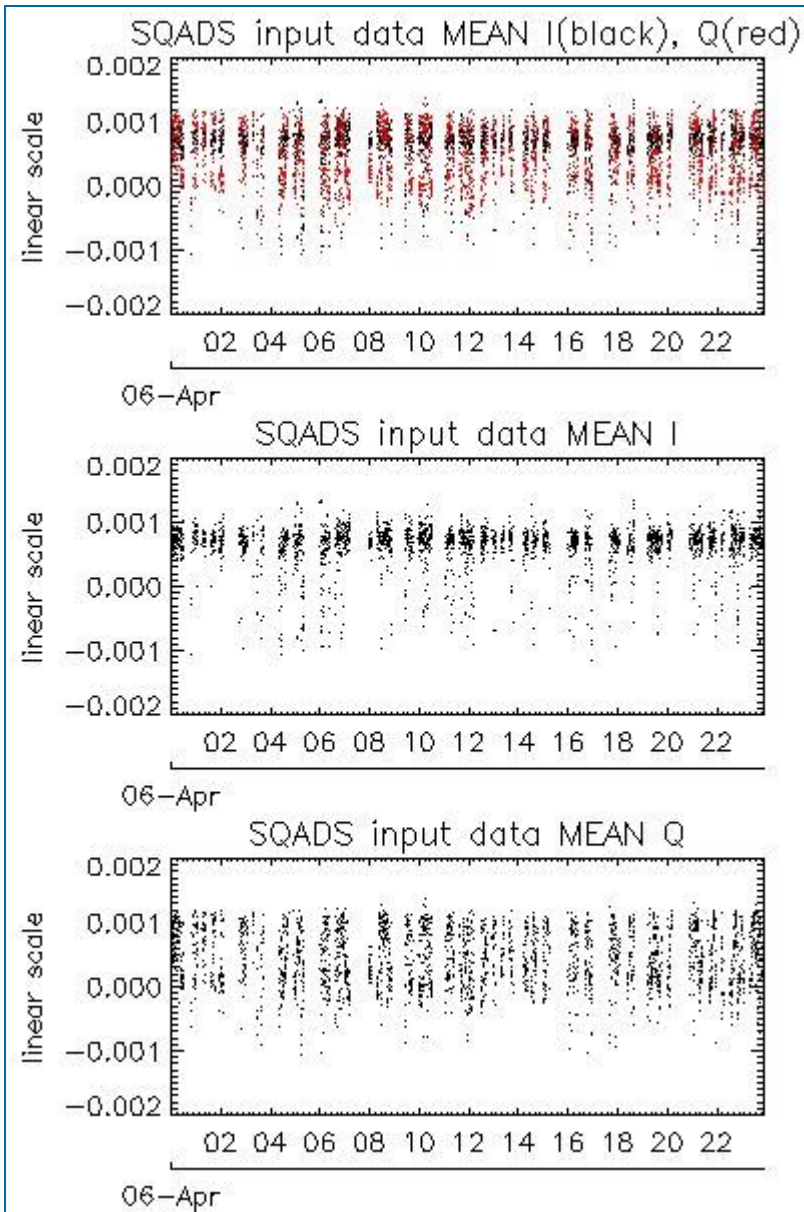 SQADS input data MEAN I(black), Q(red)
0.002
0.001
0.000
-0.001
-0.002
linear scale
02 04 06 08 10 12 14 16 18 20 22
06-Apr
SQADS input data MEAN I
0.002
0.001
0.000
-0.001
-0.002
linear scale
02 04 06 08 10 12 14 16 18 20 22
06-Apr
SQADS input data MEAN Q
0.002
0.001
0.000
-0.001
-0.002
linear scale
02 04 06 08 10 12 14 16 18 20 22
06-Apr